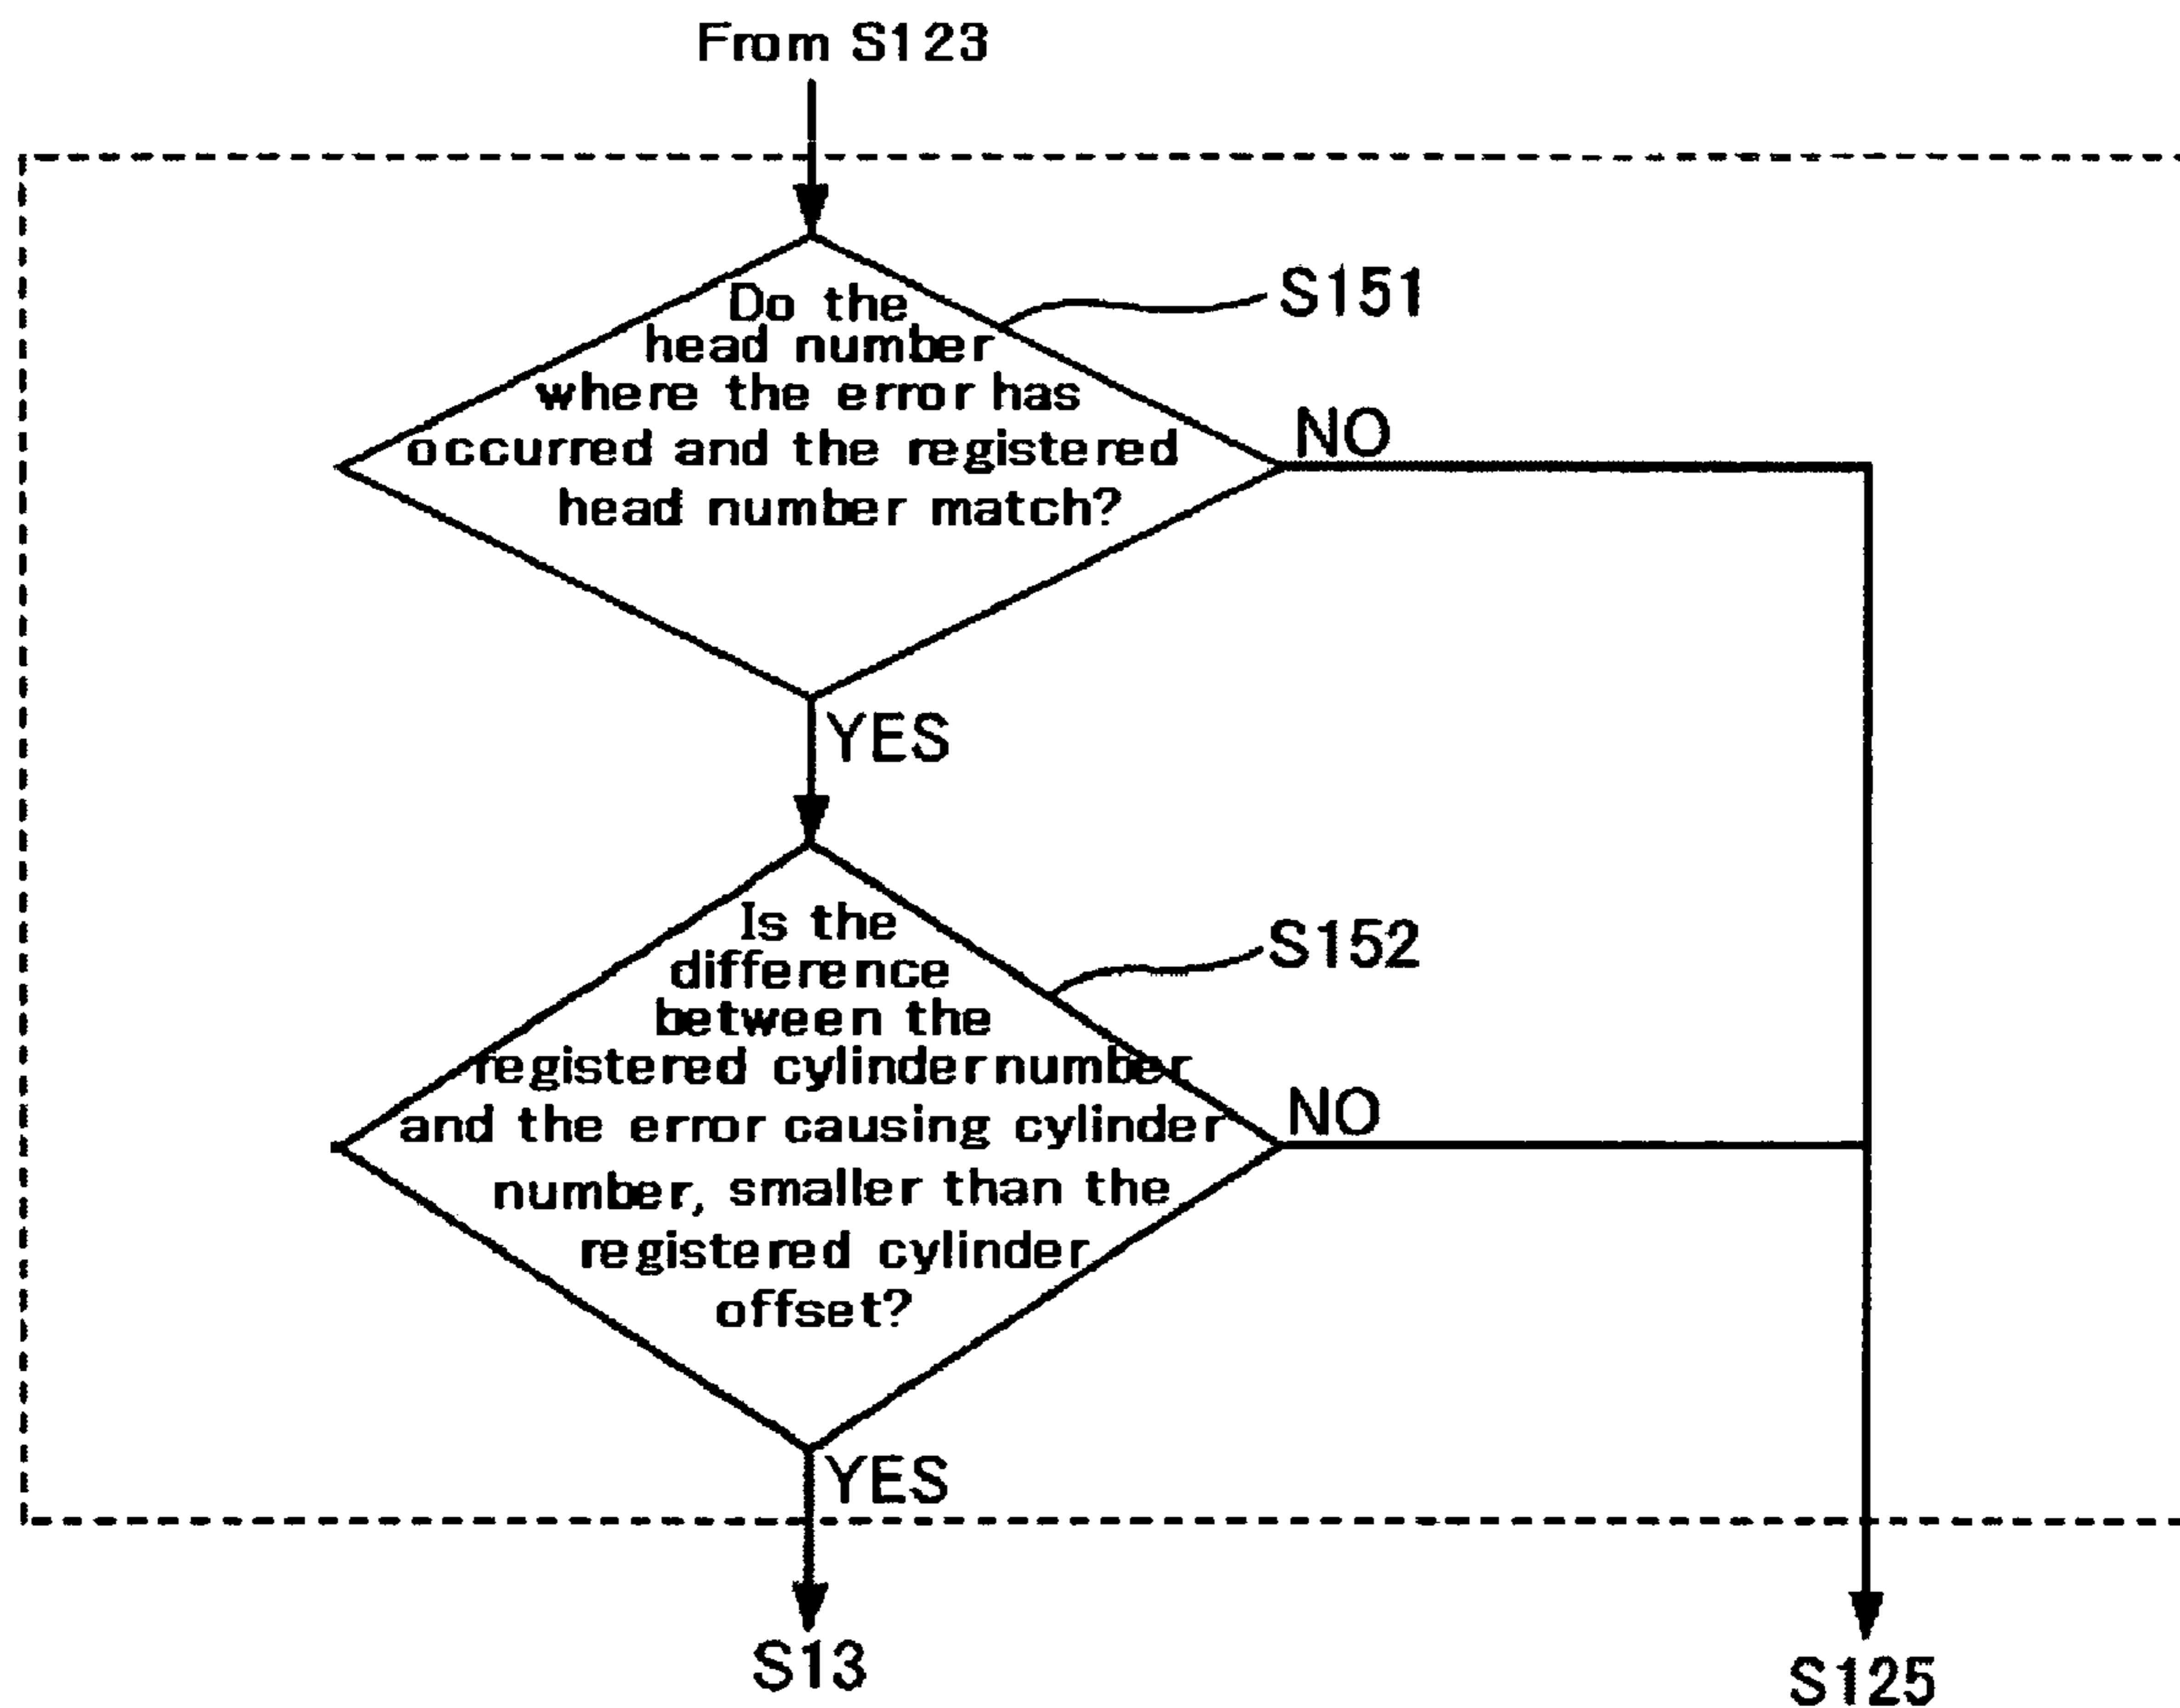 From S123
Do the
S151
head number
where the error has
NO
occurred and the registered
head number match?
YES
Is the
S152
difference
between the
registered cylinder number
and the error causing cylinder
NO
number, smaller than the
registered cylinder
offset?
YES
S13
S125